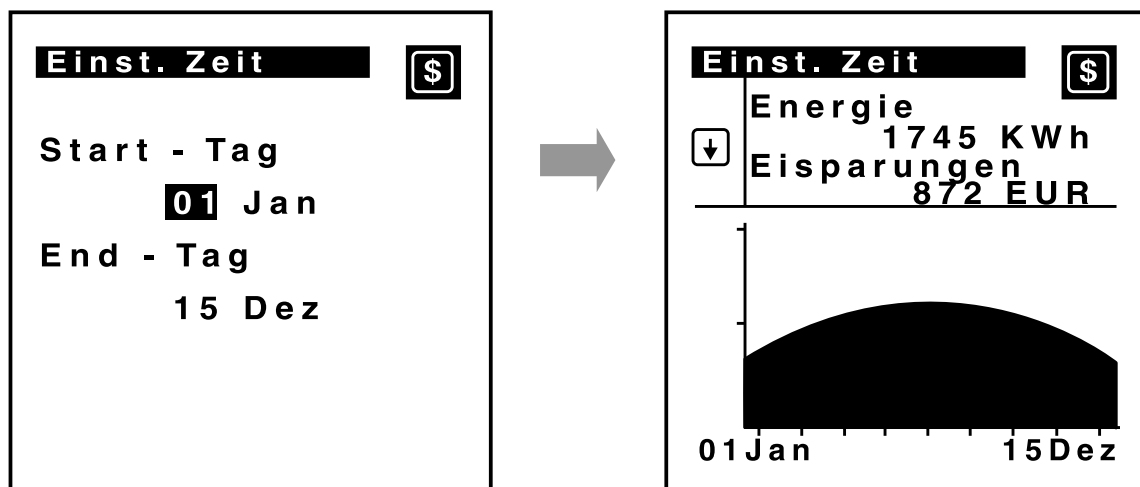 Einst. Zeit
$
Start - Tag
01 Jan
End - Tag
15 Dez
Einst. Zeit
$
Energie
1745 KWh
Eisparungen
872 EUR
01Jan 15Dez